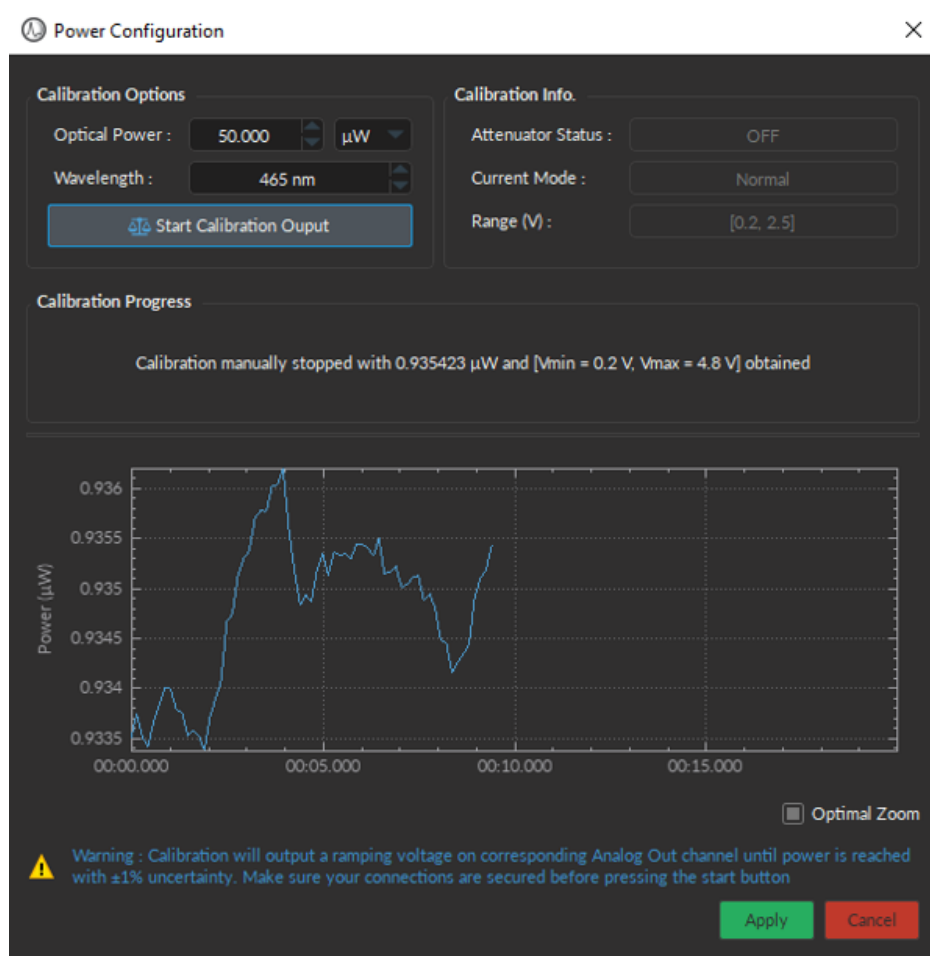 Power Configuration
Calibration Options
Optical Power : 50.000 µW
Wavelength : 465 nm
Start Calibration Ouput
Calibration Info.
Attenuator Status : OFF
Current Mode : Normal
Range (V) : [0.2, 2.5]
Calibration Progress
Calibration manually stopped with 0.935423 µW and [Vmin = 0.2 V, Vmax = 4.8 V] obtained
Power (µW)
0.936
0.9355
0.935
0.9345
0.934
0.9335
00:00.000 00:05.000 00:10.000 00:15.000
Optimal Zoom
Warning : Calibration will output a ramping voltage on corresponding Analog Out channel until power is reached
with ±1% uncertainty. Make sure your connections are secured before pressing the start button
Apply Cancel